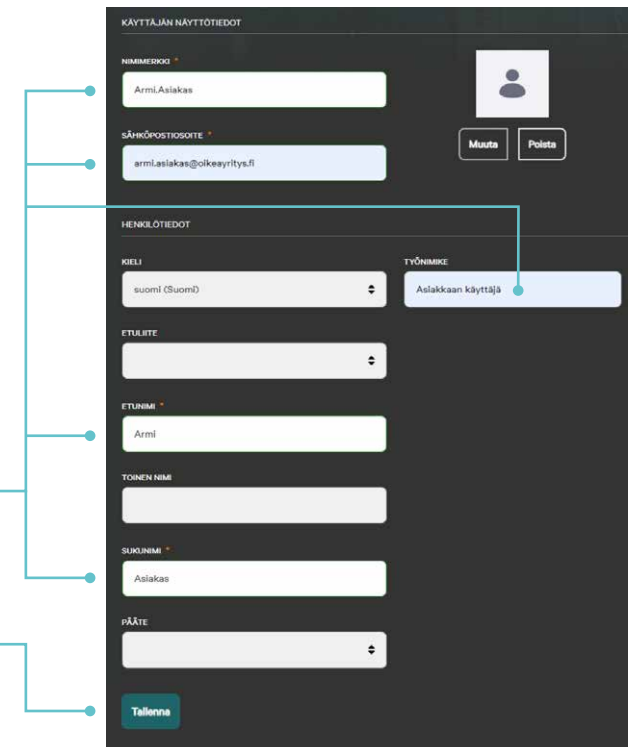 KÄYTTÄJÄN NÄYTTÖTIEDOT
NIMIMERKKI *
Armi.Asiakas
SÄHKÖPOSTIOSOITE *
armi.asiakas@oikeayritys.fi
Muuta
Poista
HENKILÖTIEDOT
KIELI
suomi (Suomi)
TYÖNIMIKE
Asiakkaan käyttäjä
ETULIITE
ETUNIMI *
Armi
TOINEN NIMI
SUKUNIMI *
Asiakas
PÄÄTE
Tallenna